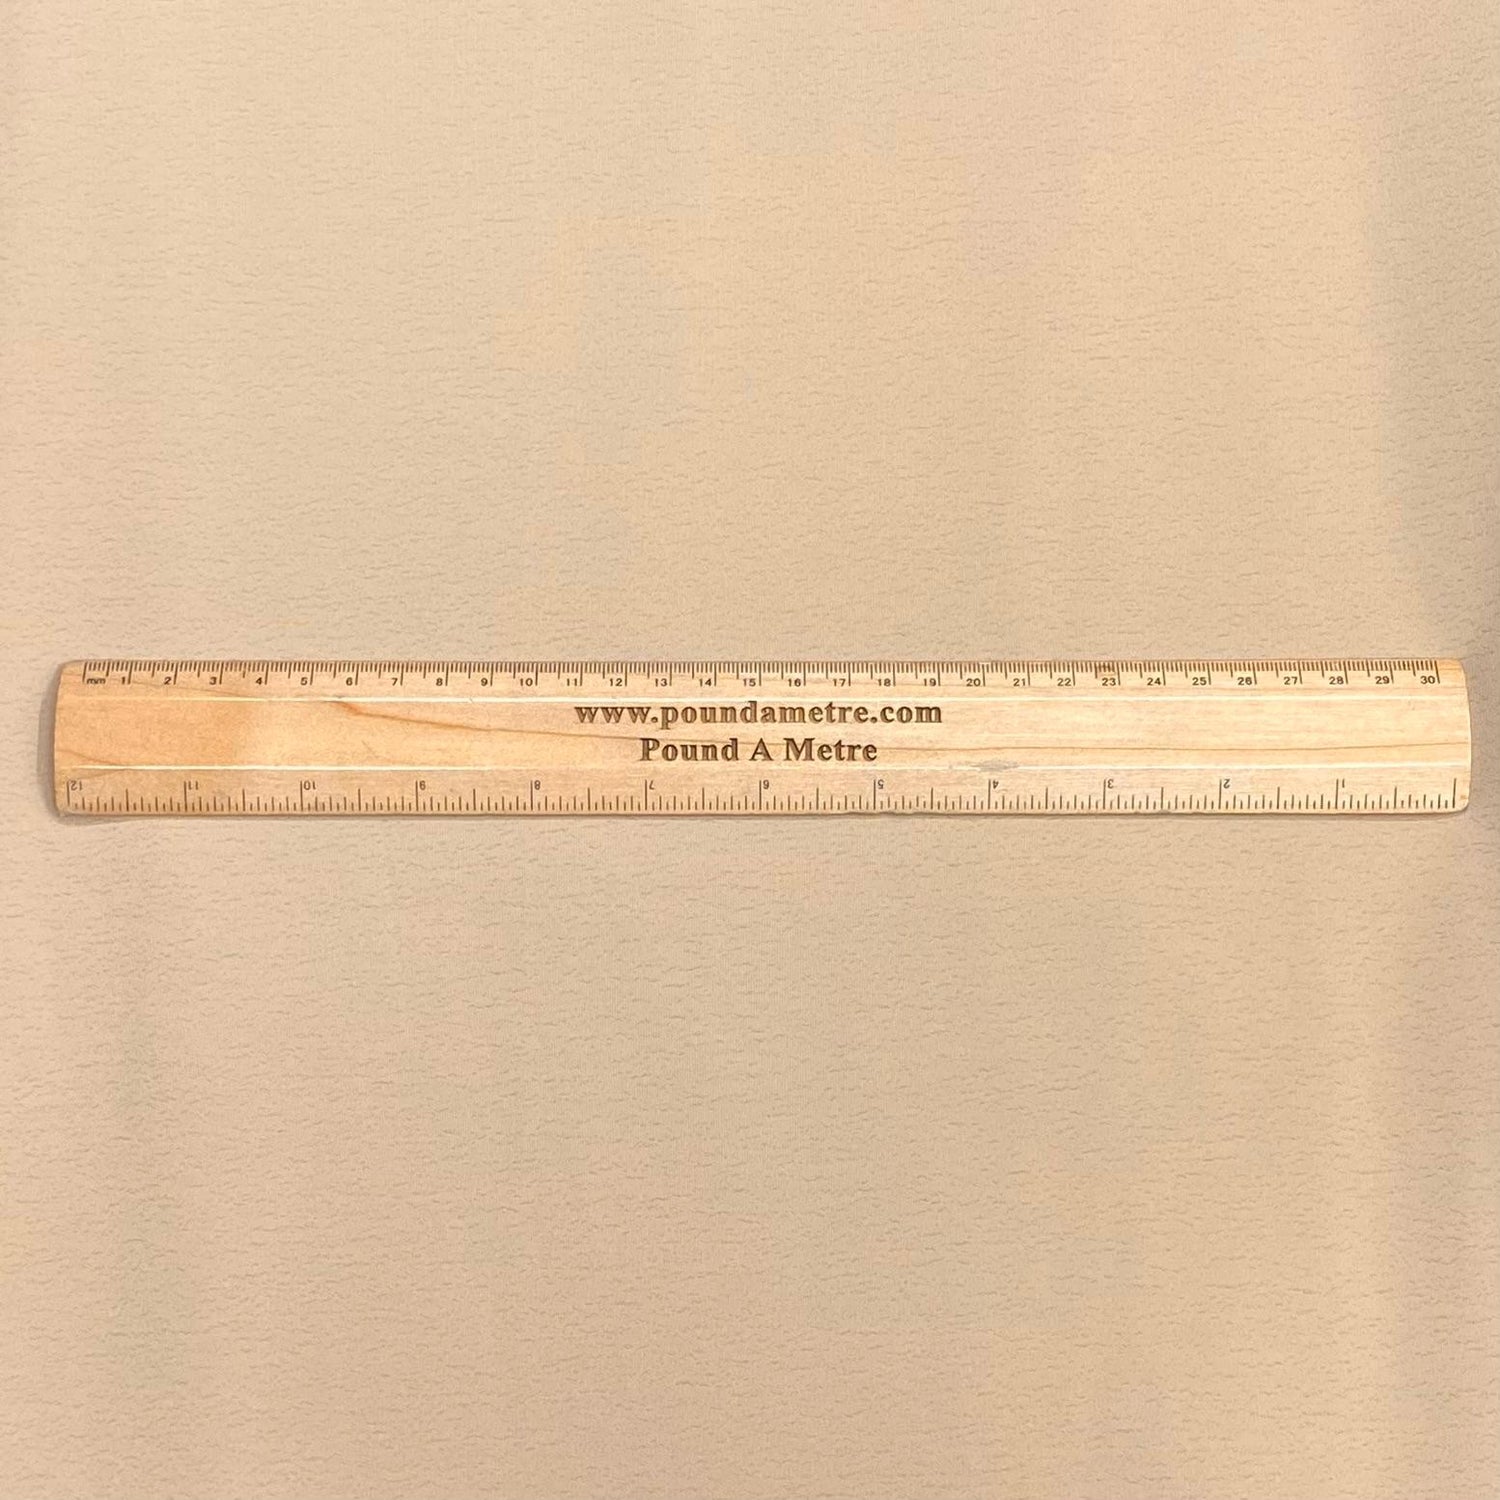 mm 1 2 3 4 5 6 7 8 9 10 11 12 13 14 15 16 17 18 19 20 21 22 23 24 25 26 27 28 29 30
www.poundametre.com
Pound A Metre
12 11 10 9 8 7 6 5 4 3 2 1